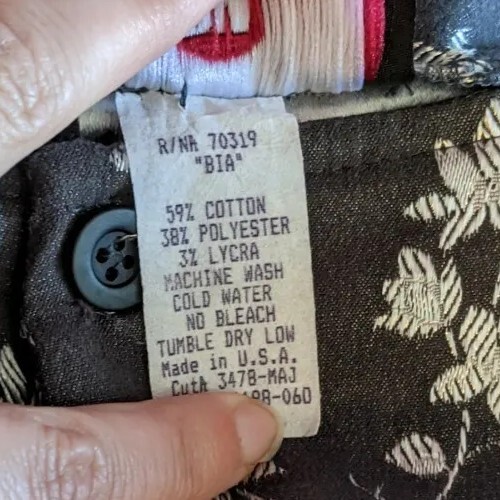 R/N# 70319
"BIA"
59% COTTON
38% POLYESTER
3% LYCRA
MACHINE WASH
COLD WATER
NO BLEACH
TUMBLE DRY LOW
Made in U.S.A.
Cut# 3478-MAJ